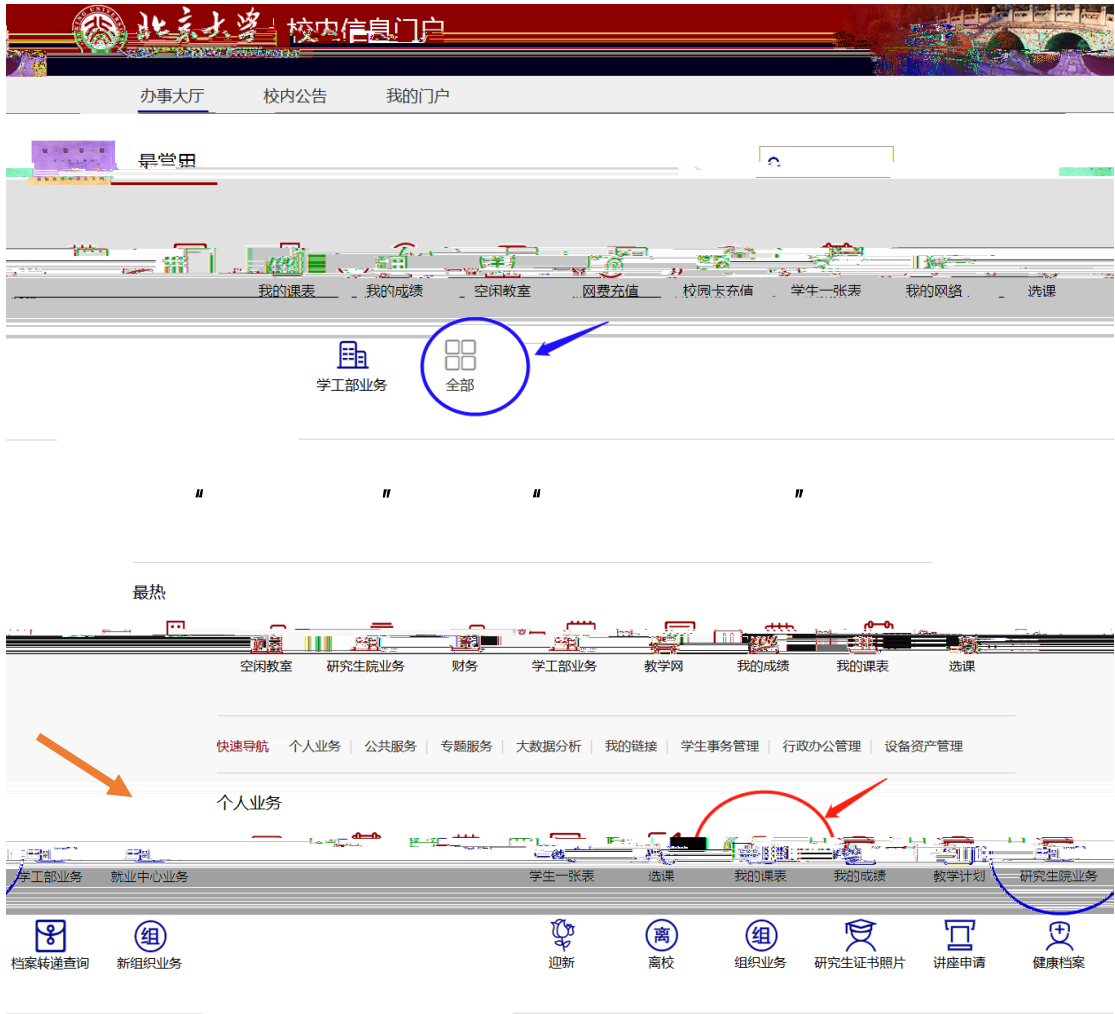 北京大学 校内信息门户
办事大厅 校内公告 我的门户
最常用
我的课表 我的成绩 空闲教室 网费充值 校园卡充值 学生一张表 我的网络 选课
学工部业务 全部
“ ” “ ”
最热
空闲教室 研究生院业务 财务 学工部业务 教学网 我的成绩 我的课表 选课
快速导航 个人业务 | 公共服务 | 专题服务 | 大数据分析 | 我的链接 | 学生事务管理 | 行政办公管理 | 设备资产管理
个人业务
学工部业务 就业中心业务 学生一张表 选课 我的课表 我的成绩 教学计划 研究生院业务
组 离 组
档案转递查询 新组织业务 迎新 离校 组织业务 研究生证书照片 讲座申请 健康档案